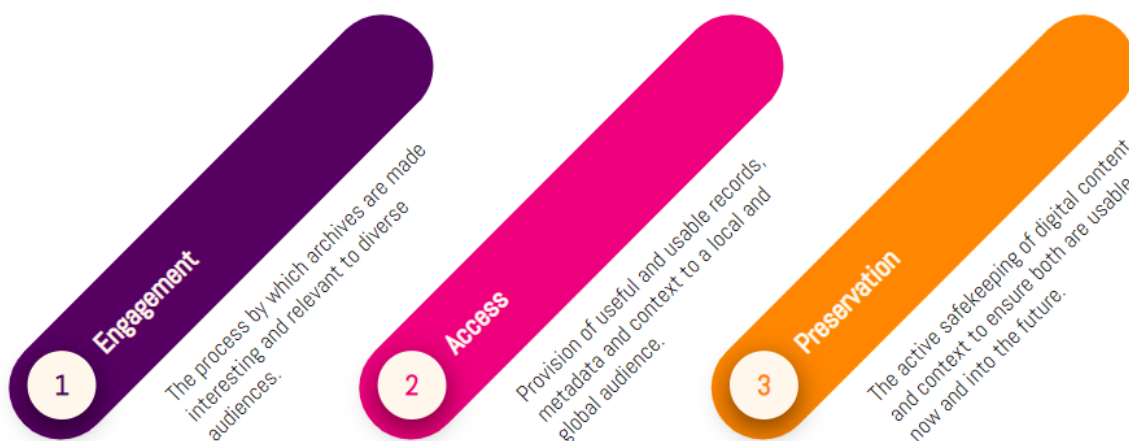 1
Engagement
The process by which archives are made
interesting and relevant to diverse
audiences.
2
Access
Provision of useful and usable records,
metadata and context to a local and
global audience.
3
Preservation
The active safekeeping of digital content
and context to ensure both are usable
now and into the future.